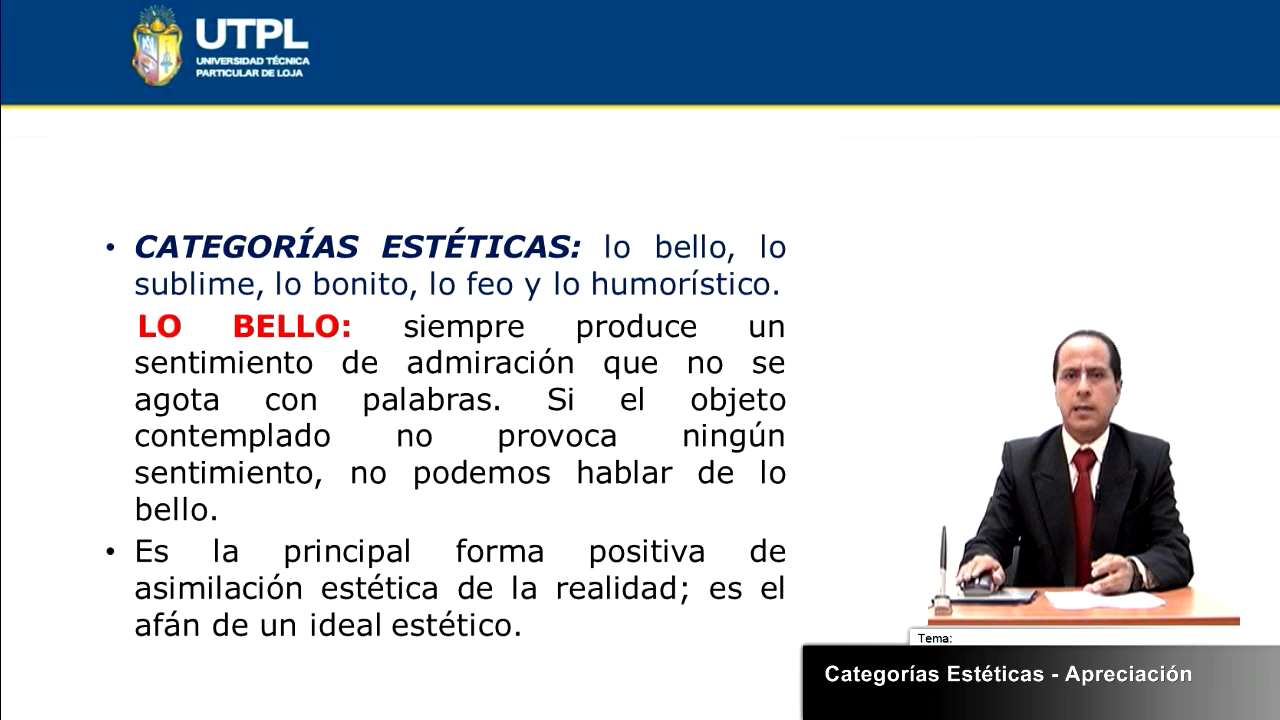 UTPL
UNIVERSIDAD TÉCNICA
PARTICULAR DE LOJA
• CATEGORÍAS ESTÉTICAS: lo bello, lo
sublime, lo bonito, lo feo y lo humorístico.
LO BELLO: siempre produce un
sentimiento de admiración que no se
agota con palabras. Si el objeto
contemplado no provoca ningún
sentimiento, no podemos hablar de lo
bello.
• Es la principal forma positiva de
asimilación estética de la realidad; es el
afán de un ideal estético.
Tema:
Categorías Estéticas - Apreciación